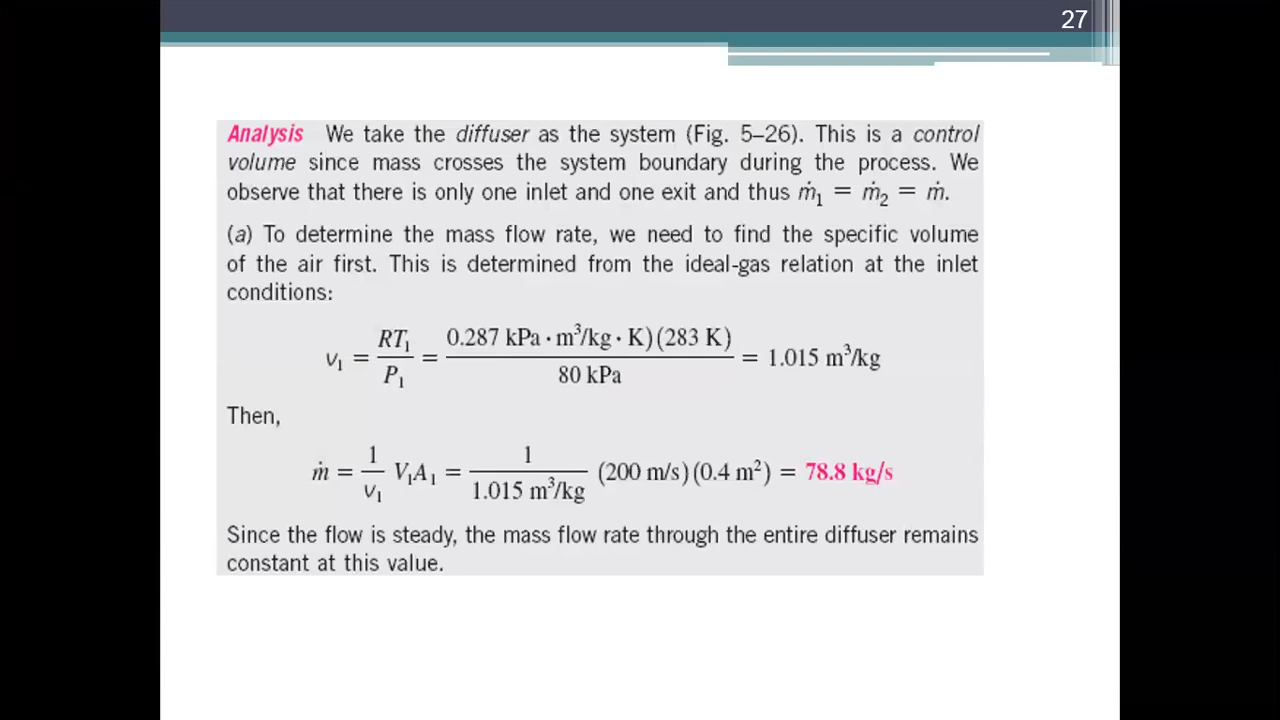 27
Analysis We take the diffuser as the system (Fig. 5–26). This is a control
volume since mass crosses the system boundary during the process. We
observe that there is only one inlet and one exit and thus ṁ₁ = ṁ₂ = ṁ.
(a) To determine the mass flow rate, we need to find the specific volume
of the air first. This is determined from the ideal-gas relation at the inlet
conditions:
v₁ = RT₁/P₁ = 0.287 kPa · m³/kg · K)(283 K)/80 kPa = 1.015 m³/kg
Then,
ṁ = 1/v₁ V₁A₁ = 1/1.015 m³/kg (200 m/s)(0.4 m²) = 78.8 kg/s
Since the flow is steady, the mass flow rate through the entire diffuser remains
constant at this value.